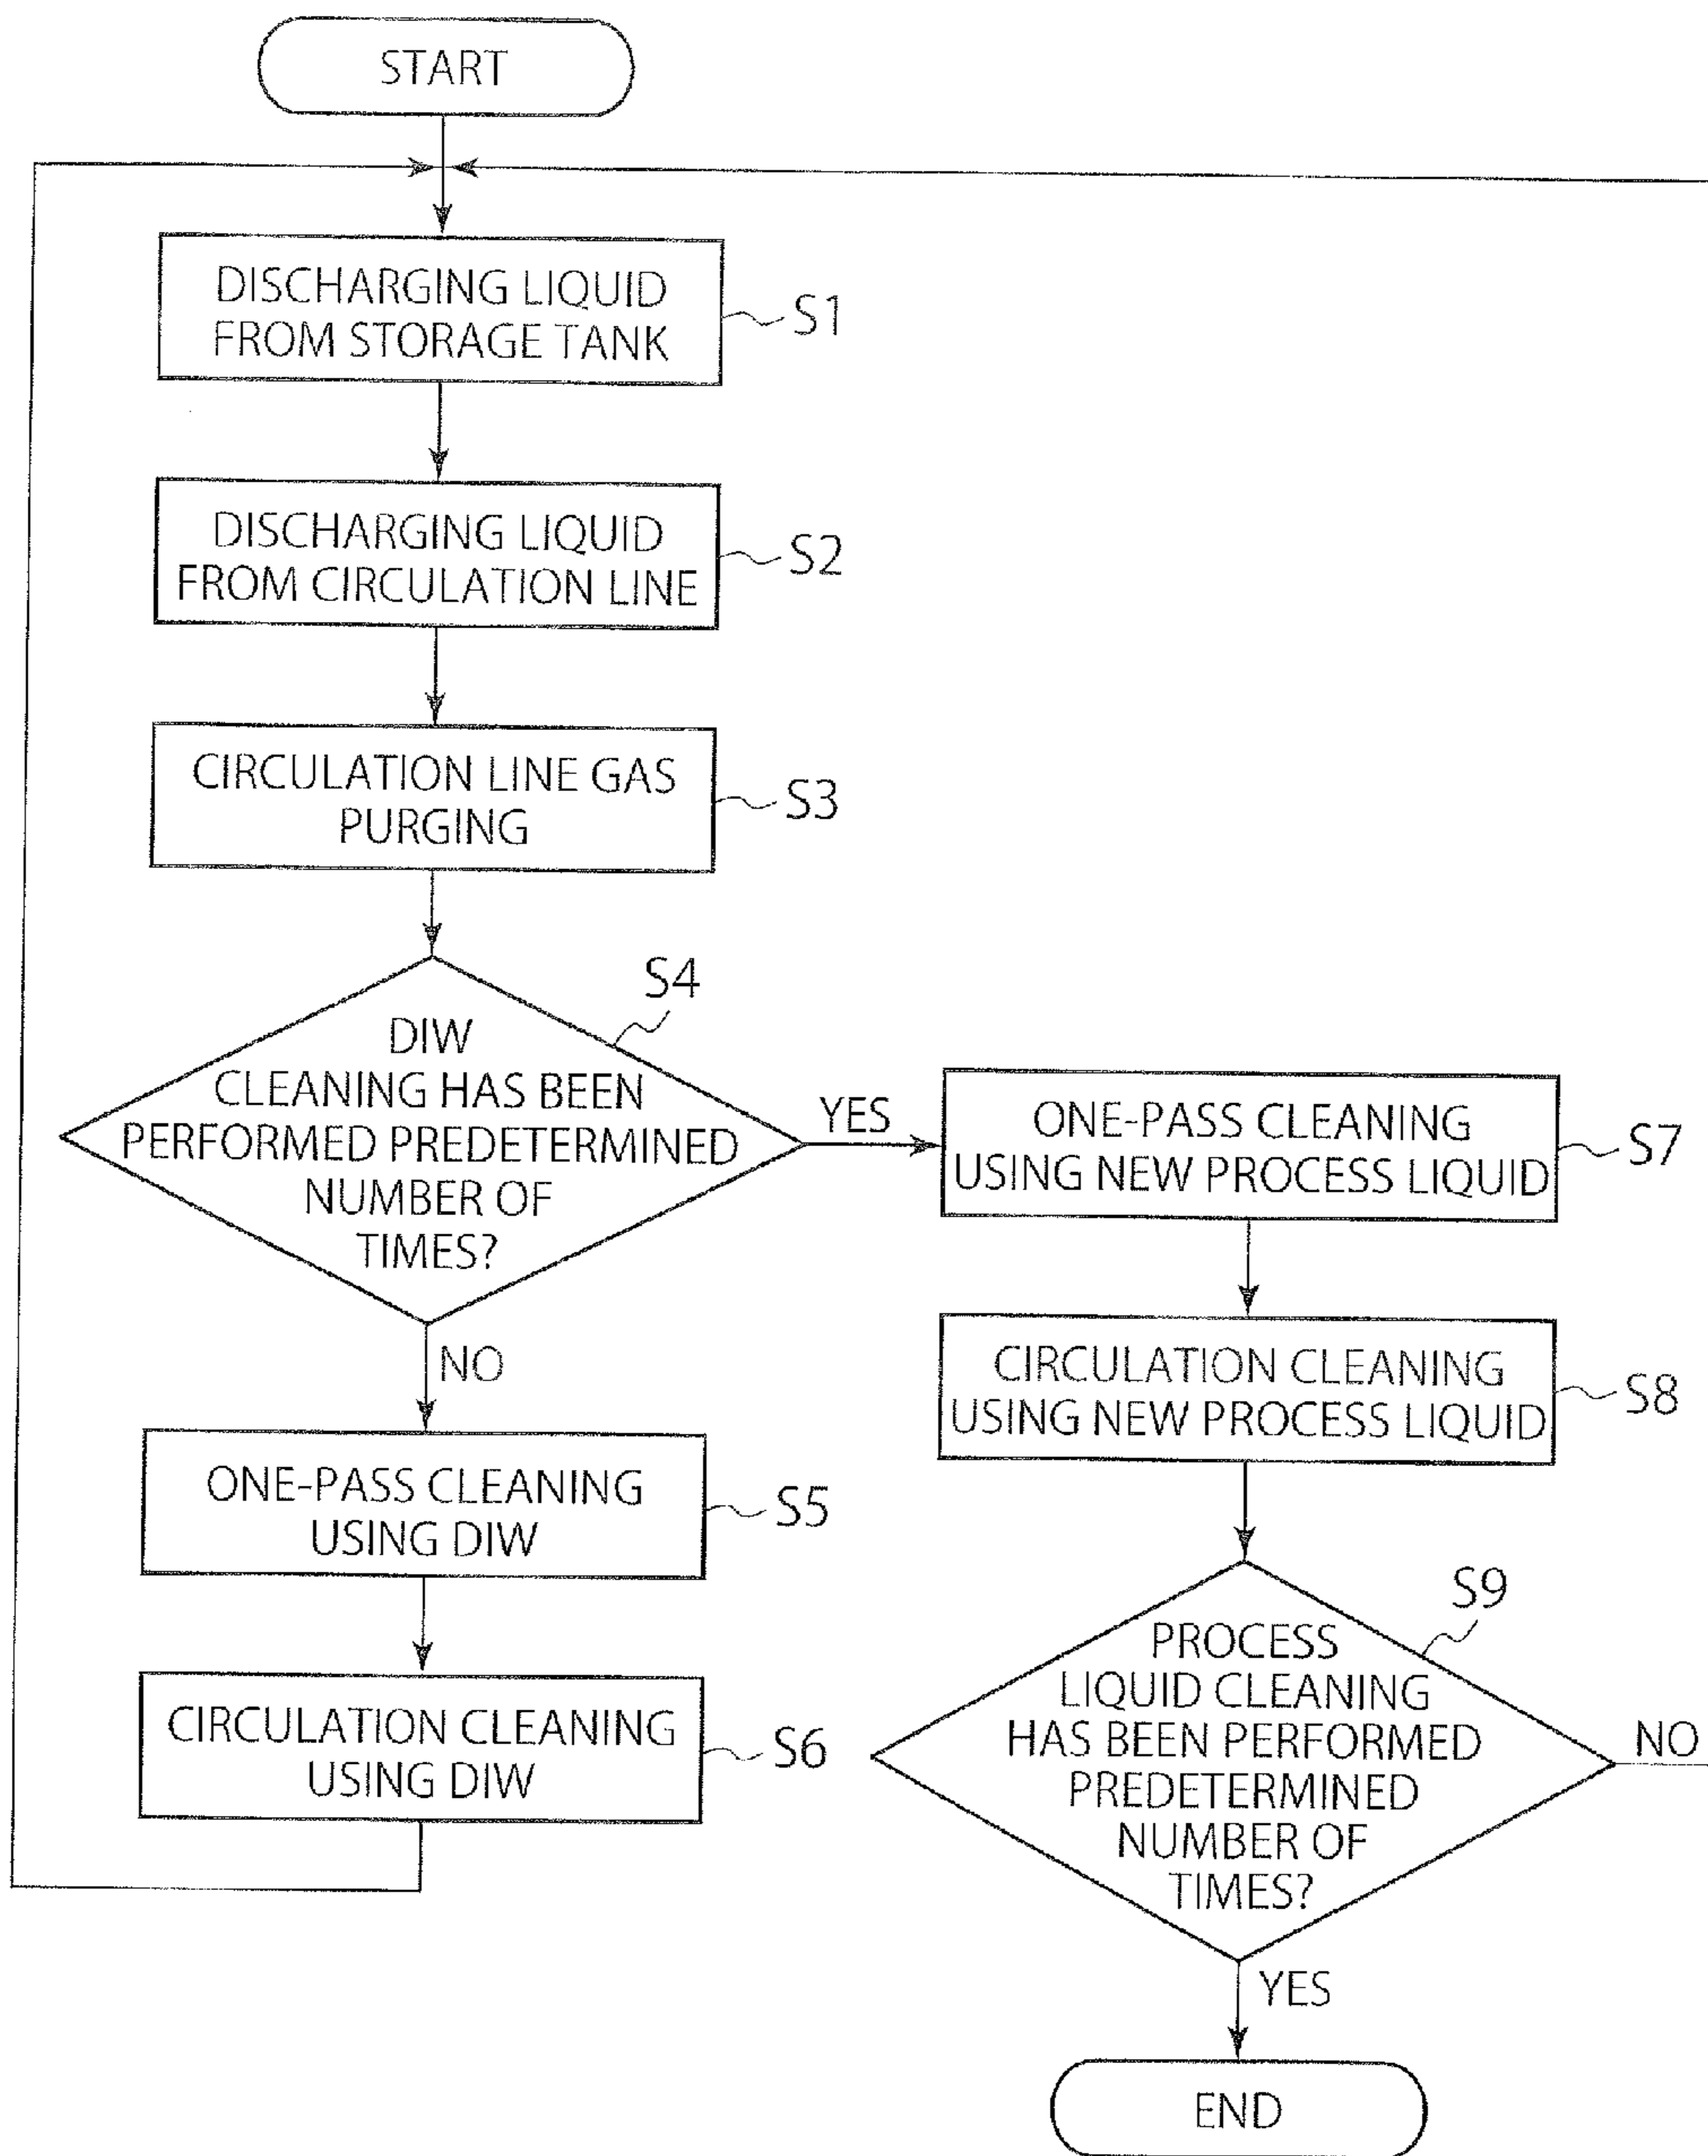 START
DISCHARGING LIQUID
FROM STORAGE TANK
S1
DISCHARGING LIQUID
FROM CIRCULATION LINE
S2
CIRCULATION LINE GAS
PURGING
S3
S4
DIW
CLEANING HAS BEEN
PERFORMED PREDETERMINED
NUMBER OF
TIMES?
YES
NO
ONE-PASS CLEANING
USING DIW
S5
CIRCULATION CLEANING
USING DIW
S6
ONE-PASS CLEANING
USING NEW PROCESS LIQUID
S7
CIRCULATION CLEANING
USING NEW PROCESS LIQUID
S8
S9
PROCESS
LIQUID CLEANING
HAS BEEN PERFORMED
PREDETERMINED
NUMBER OF
TIMES?
NO
YES
END